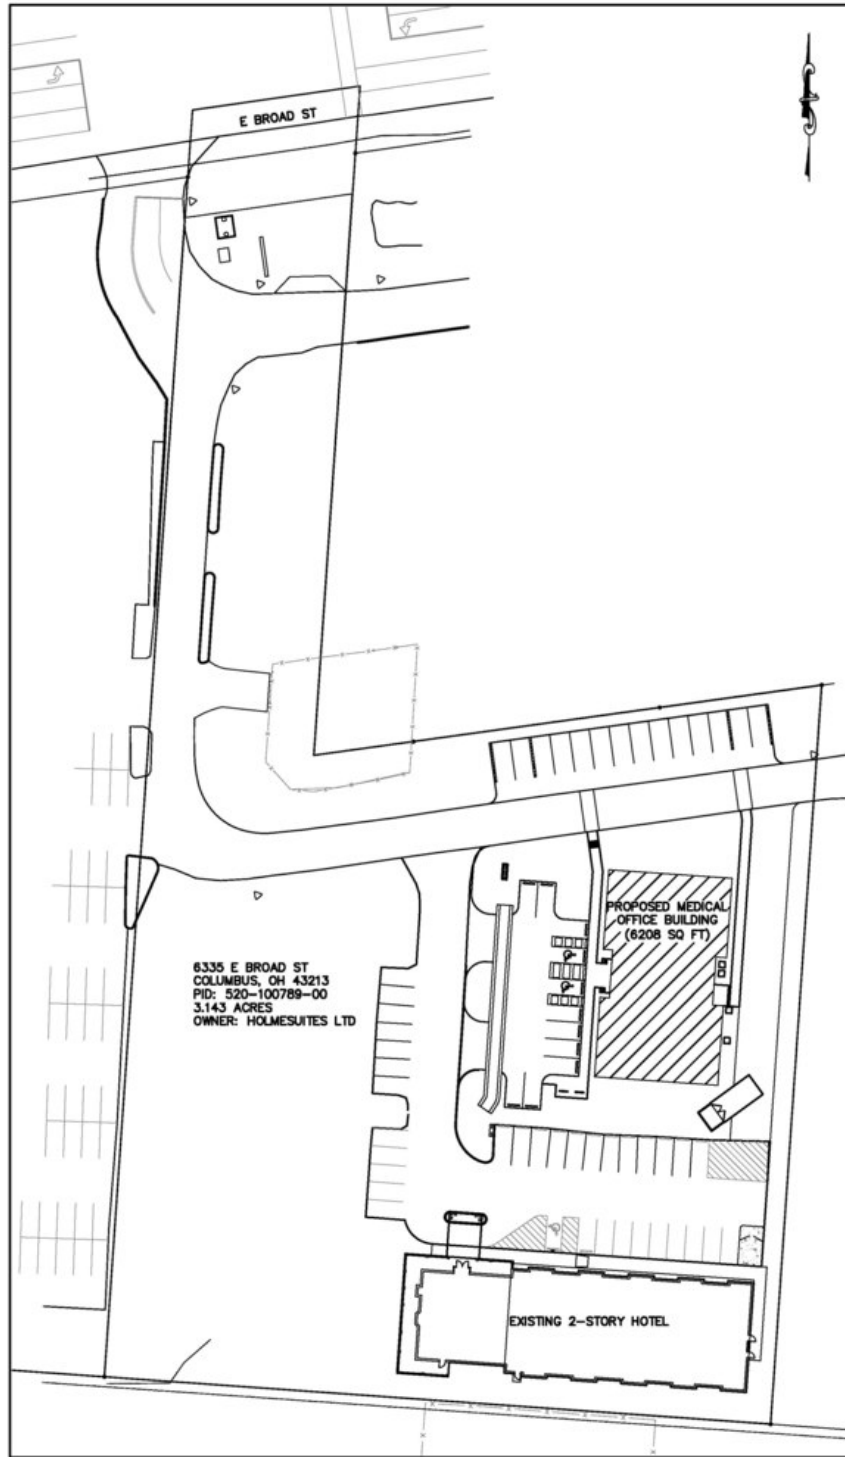 E BROAD ST
PROPOSED MEDICAL
OFFICE BUILDING
(6208 SQ FT)
6335 E BROAD ST
COLUMBUS, OH 43213
PID: 520-100789-00
3.143 ACRES
OWNER: HOLMESUITES LTD
EXISTING 2-STORY HOTEL